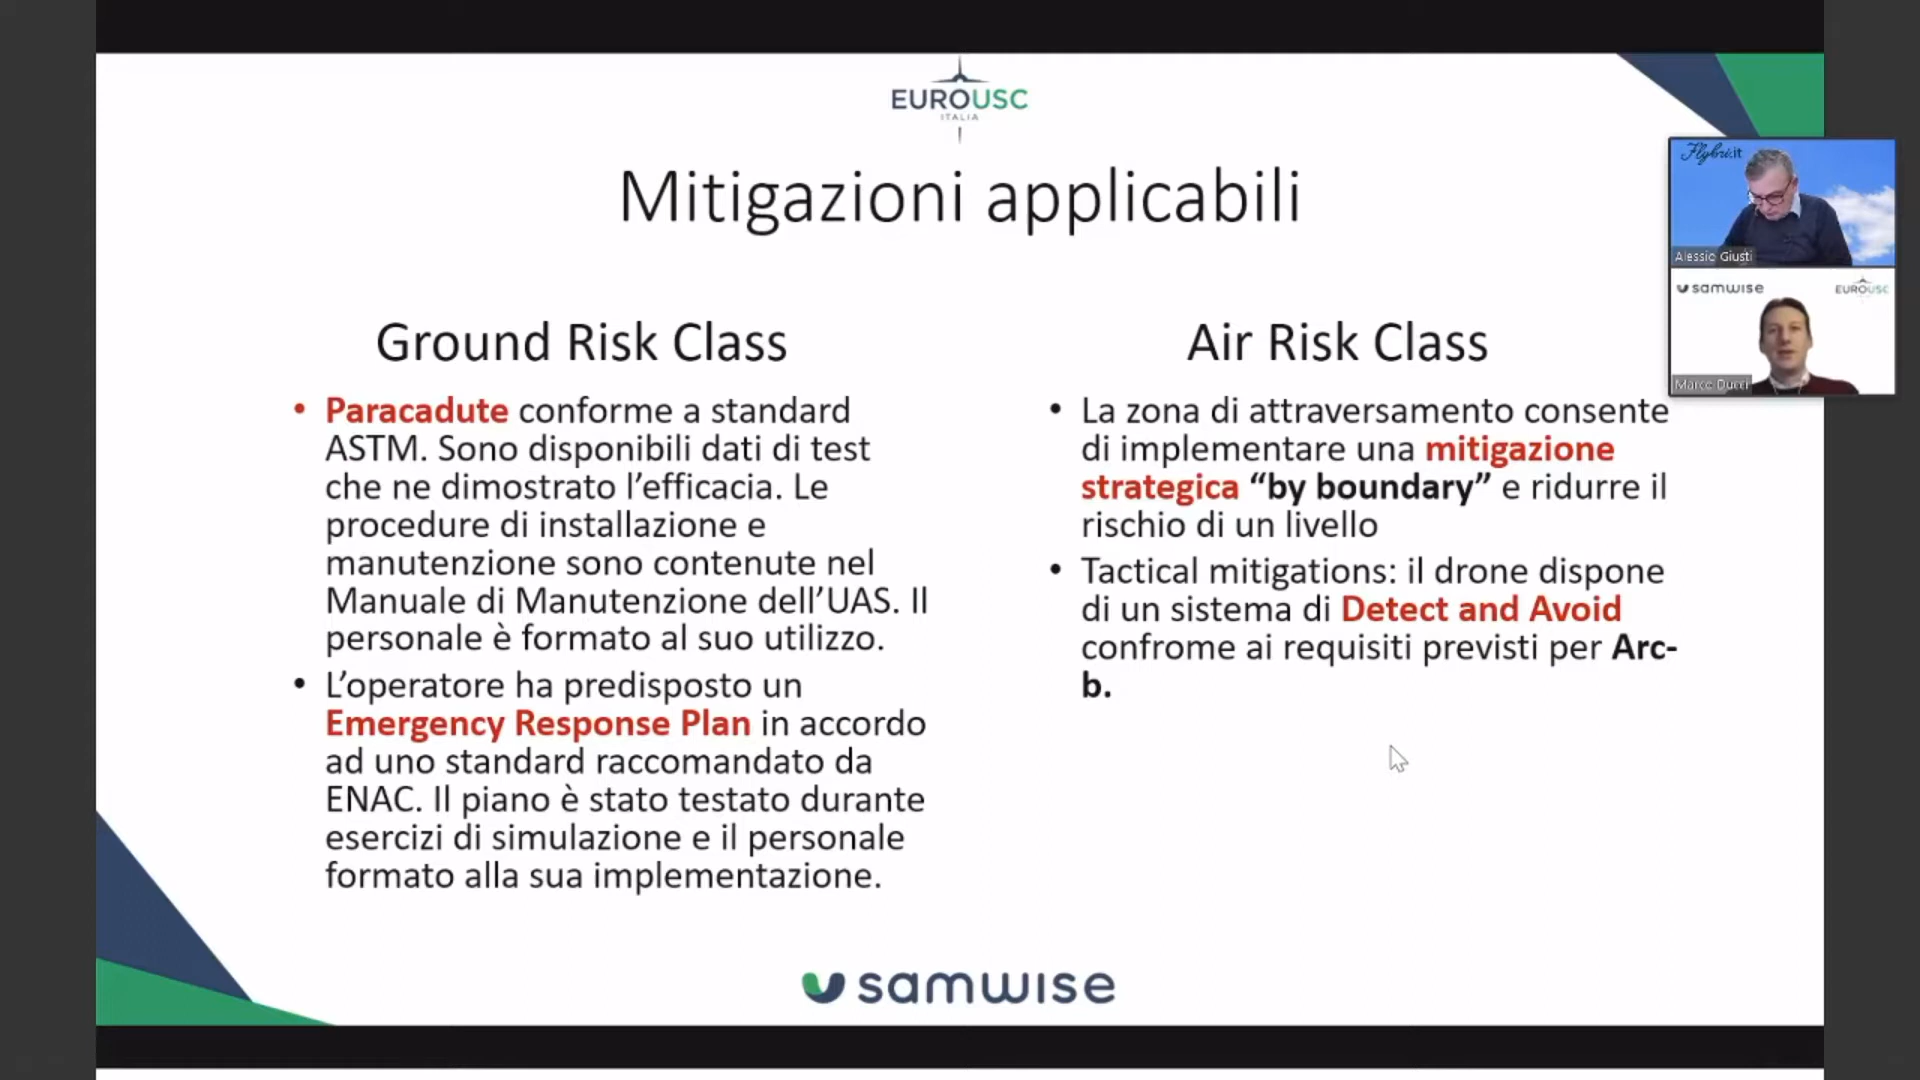 EUROUSC
ITALIA
Mitigazioni applicabili
Ground Risk Class
• Paracadute conforme a standard
ASTM. Sono disponibili dati di test
che ne dimostrato l’efficacia. Le
procedure di installazione e
manutenzione sono contenute nel
Manuale di Manutenzione dell’UAS. Il
personale è formato al suo utilizzo.
• L’operatore ha predisposto un
Emergency Response Plan in accordo
ad uno standard raccomandato da
ENAC. Il piano è stato testato durante
esercizi di simulazione e il personale
formato alla sua implementazione.
Air Risk Class
• La zona di attraversamento consente
di implementare una mitigazione
strategica “by boundary” e ridurre il
rischio di un livello
• Tactical mitigations: il drone dispone
di un sistema di Detect and Avoid
confrome ai requisiti previsti per Arc-
b.
Flybri.it
Alessio Giusti
samwise
EUROUSC
Marco Ducci
samwise